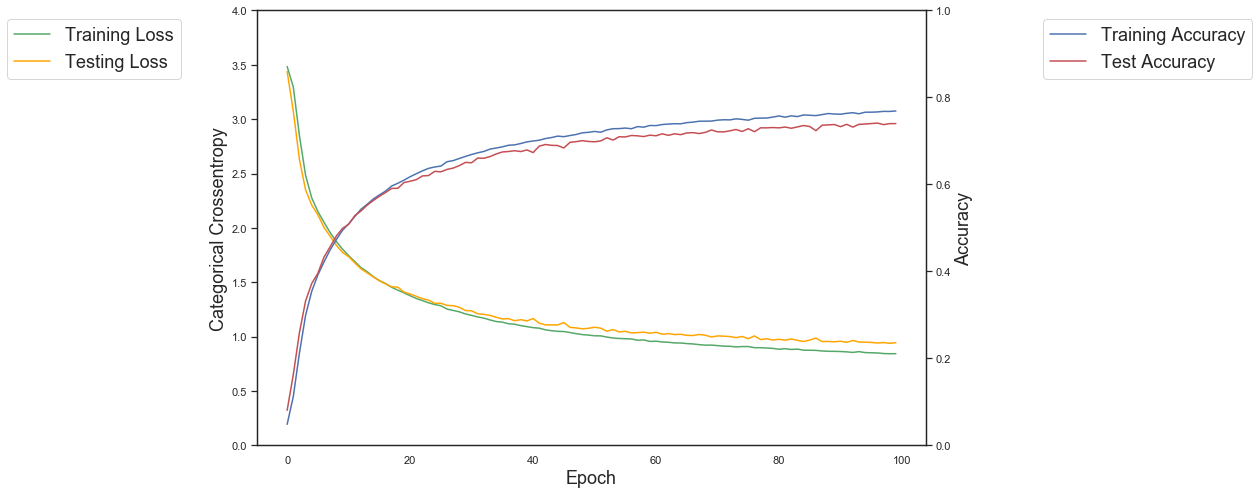 Training Loss
Testing Loss
Training Accuracy
Test Accuracy
Categorical Crossentropy
4.0
3.5
3.0
2.5
2.0
1.5
1.0
0.5
0.0
1.0
0.8
0.6
0.4
0.2
0.0
Accuracy
0 20 40 60 80 100
Epoch